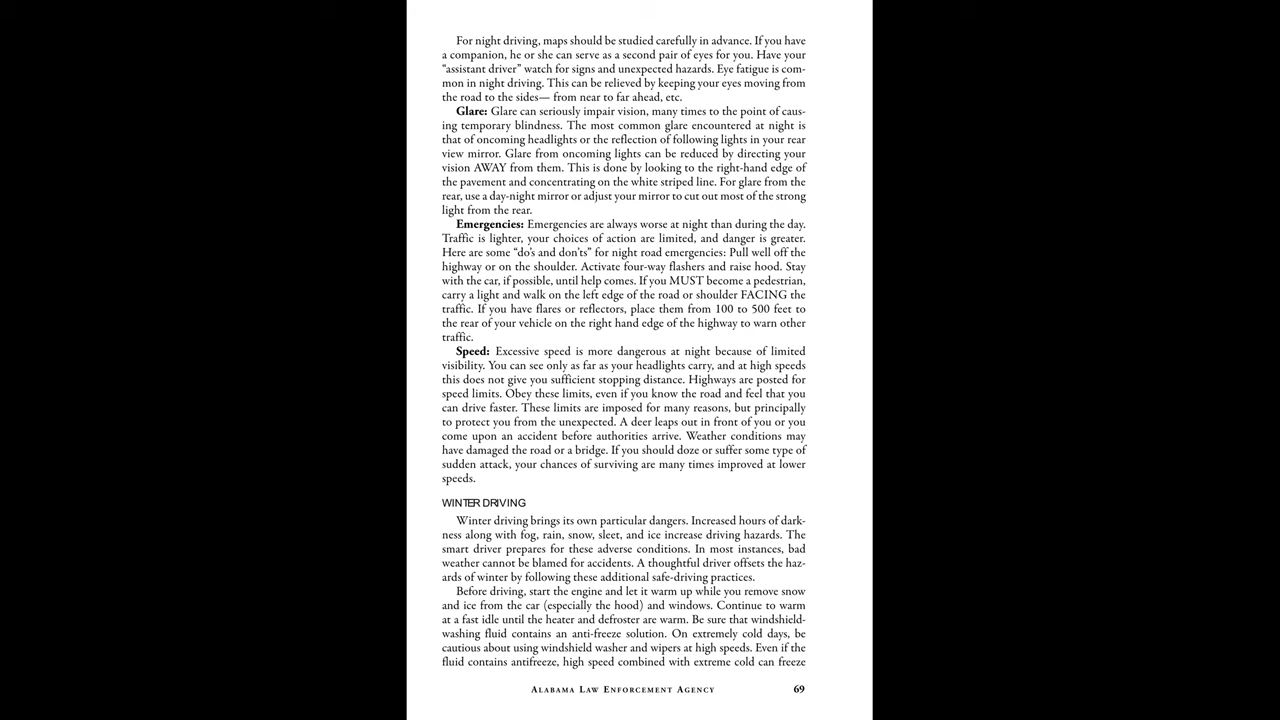 For night driving, maps should be studied carefully in advance. If you have
a companion, he or she can serve as a second pair of eyes for you. Have your
“assistant driver” watch for signs and unexpected hazards. Eye fatigue is com-
mon in night driving. This can be relieved by keeping your eyes moving from
the road to the sides— from near to far ahead, etc.
Glare: Glare can seriously impair vision, many times to the point of caus-
ing temporary blindness. The most common glare encountered at night is
that of oncoming headlights or the reflection of following lights in your rear
view mirror. Glare from oncoming lights can be reduced by directing your
vision AWAY from them. This is done by looking to the right-hand edge of
the pavement and concentrating on the white striped line. For glare from the
rear, use a day-night mirror or adjust your mirror to cut out most of the strong
light from the rear.
Emergencies: Emergencies are always worse at night than during the day.
Traffic is lighter, your choices of action are limited, and danger is greater.
Here are some “do’s and don’ts” for night road emergencies: Pull well off the
highway or on the shoulder. Activate four-way flashers and raise hood. Stay
with the car, if possible, until help comes. If you MUST become a pedestrian,
carry a light and walk on the left edge of the road or shoulder FACING the
traffic. If you have flares or reflectors, place them from 100 to 500 feet to
the rear of your vehicle on the right hand edge of the highway to warn other
traffic.
Speed: Excessive speed is more dangerous at night because of limited
visibility. You can see only as far as your headlights carry, and at high speeds
this does not give you sufficient stopping distance. Highways are posted for
speed limits. Obey these limits, even if you know the road and feel that you
can drive faster. These limits are imposed for many reasons, but principally
to protect you from the unexpected. A deer leaps out in front of you or you
come upon an accident before authorities arrive. Weather conditions may
have damaged the road or a bridge. If you should doze or suffer some type of
sudden attack, your chances of surviving are many times improved at lower
speeds.
WINTER DRIVING
Winter driving brings its own particular dangers. Increased hours of dark-
ness along with fog, rain, snow, sleet, and ice increase driving hazards. The
smart driver prepares for these adverse conditions. In most instances, bad
weather cannot be blamed for accidents. A thoughtful driver offsets the haz-
ards of winter by following these additional safe-driving practices.
Before driving, start the engine and let it warm up while you remove snow
and ice from the car (especially the hood) and windows. Continue to warm
at a fast idle until the heater and defroster are warm. Be sure that windshield-
washing fluid contains an anti-freeze solution. On extremely cold days, be
cautious about using windshield washer and wipers at high speeds. Even if the
fluid contains antifreeze, high speed combined with extreme cold can freeze
Alabama Law Enforcement Agency 69